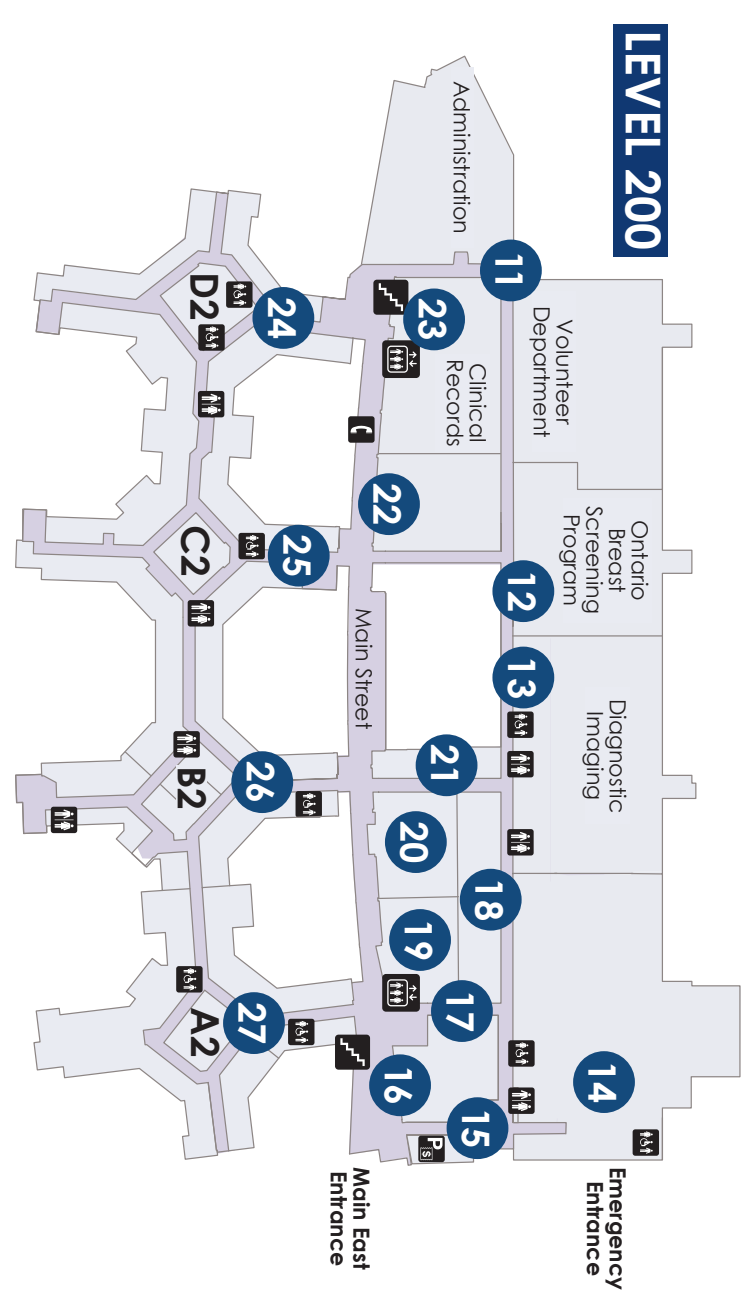 LEVEL 200
Administration
11
Volunteer
Department
Ontario
Breast
Screening
Program
12
13
Diagnostic
Imaging
14
Emergency
Entrance
23
Clinical
Records
22
21
20
18
19
17
16
15
P
$
Main Street
Main East
Entrance
24
D2
25
C2
26
B2
27
A2